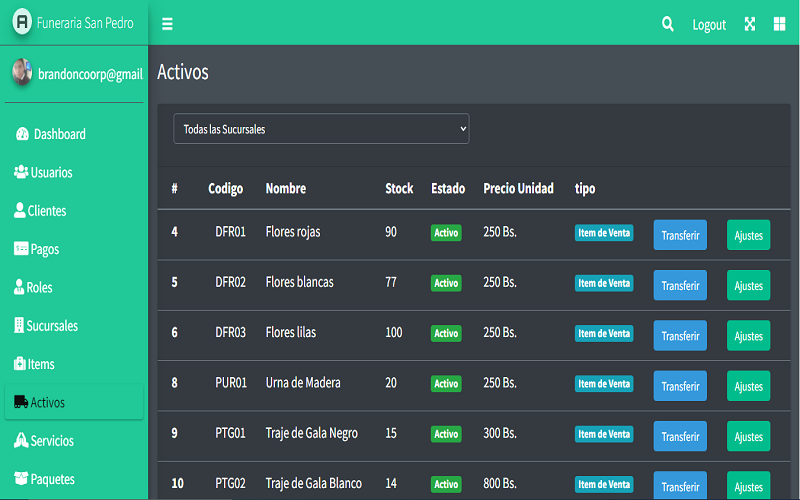 A Funeraria San Pedro
Logout
brandoncoorp@gmail
Activos
Todas las Sucursales
Dashboard
Usuarios
Clientes
Pagos
Roles
Sucursales
Items
Activos
Servicios
Paquetes
# Codigo Nombre Stock Estado Precio Unidad tipo
4 DFR01 Flores rojas 90 Activo 250 Bs. Item de Venta Transferir Ajustes
5 DFR02 Flores blancas 77 Activo 250 Bs. Item de Venta Transferir Ajustes
6 DFR03 Flores lilas 100 Activo 250 Bs. Item de Venta Transferir Ajustes
8 PUR01 Urna de Madera 20 Activo 250 Bs. Item de Venta Transferir Ajustes
9 PTG01 Traje de Gala Negro 15 Activo 300 Bs. Item de Venta Transferir Ajustes
10 PTG02 Traje de Gala Blanco 14 Activo 800 Bs. Item de Venta Transferir Ajustes